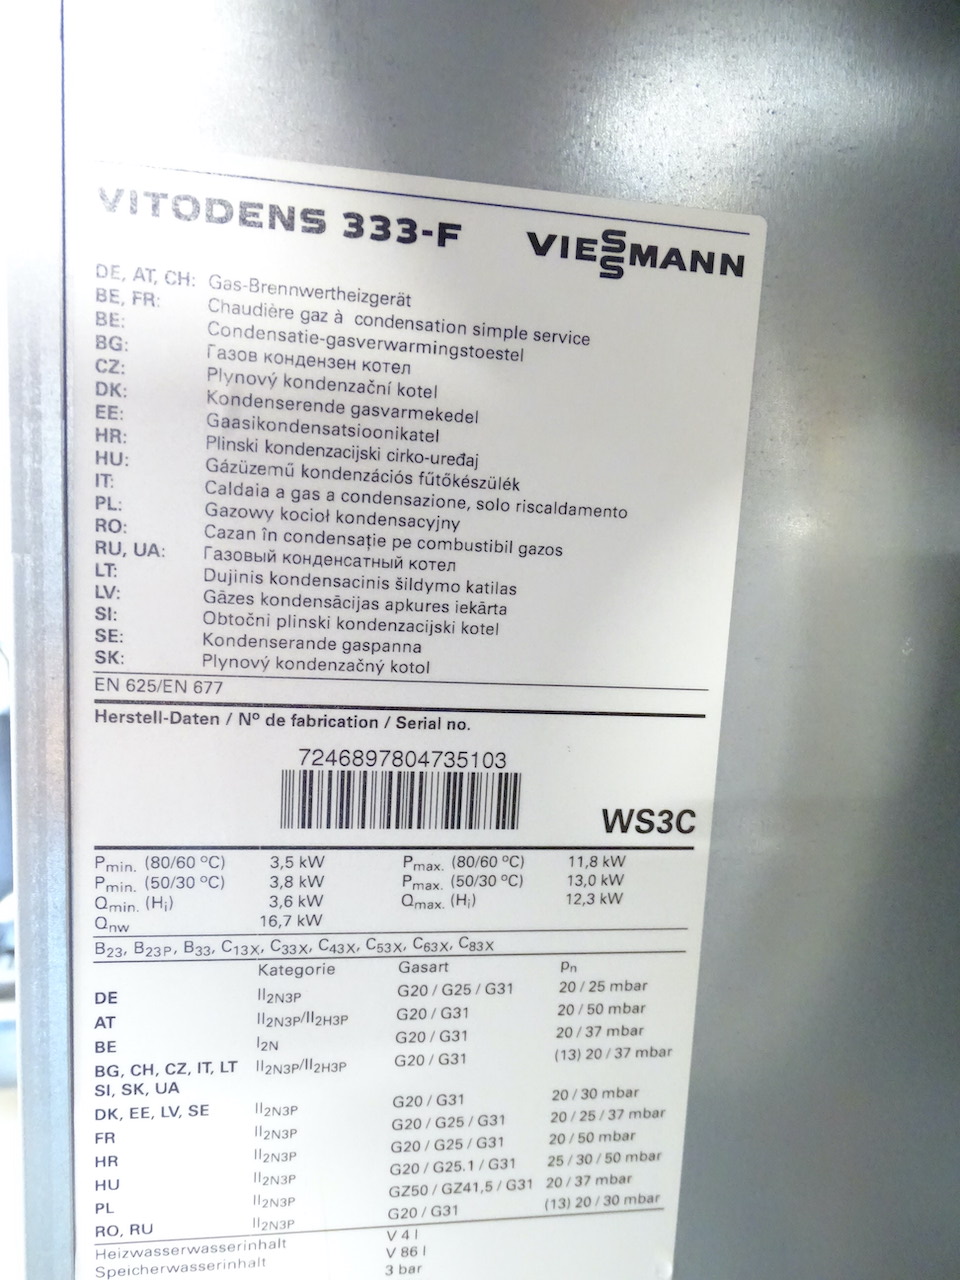 VITODENS 333-F VIESSMANN
DE, AT, CH: Gas-Brennwertheizgerät
BE, FR: Chaudière gaz à condensation simple service
BE: Condensatie-gasverwarmingstoestel
BG: Газов кондензен котел
CZ: Plynový kondenzační kotel
DK: Kondenserende gasvarmekedel
EE: Gaasikondensatsioonikatel
HR: Plinski kondenzacijski cirko-uređaj
HU: Gázüzemű kondenzációs fűtőkészülék
IT: Caldaia a gas a condensazione, solo riscaldamento
PL: Gazowy kocioł kondensacyjny
RO: Cazan în condensaţie pe combustibil gazos
RU, UA: Газовый конденсатный котел
LT: Dujinis kondensacinis šildymo katilas
LV: Gāzes kondensācijas apkures iekārta
SI: Obtočni plinski kondenzacijski kotel
SE: Kondenserande gaspanna
SK: Plynový kondenzačný kotol
EN 625/EN 677
Herstell-Daten / Nº de fabrication / Serial no.
7246897804735103
WS3C
Pmin. (80/60 ºC) 3,5 kW Pmax. (80/60 ºC) 11,8 kW
Pmin. (50/30 ºC) 3,8 kW Pmax. (50/30 ºC) 13,0 kW
Qmin. (Hi) 3,6 kW Qmax. (Hi) 12,3 kW
Qnw 16,7 kW
B23, B23P, B33, C13X, C33X, C43X, C53X, C63X, C83X
Kategorie Gasart Pn
DE II2N3P G20 / G25 / G31 20 / 25 mbar
AT II2N3P/II2H3P G20 / G31 20 / 50 mbar
BE I2N G20 / G31 20 / 37 mbar
BG, CH, CZ, IT, LT II2N3P/II2H3P G20 / G31 (13) 20 / 37 mbar
SI, SK, UA
DK, EE, LV, SE II2N3P G20 / G31 20 / 30 mbar
FR II2N3P G20 / G25 / G31 20 / 25 / 37 mbar
HR II2N3P G20 / G25 / G31 20 / 50 mbar
HU II2N3P G20 / G25.1 / G31 25 / 30 / 50 mbar
PL II2N3P GZ50 / GZ41,5 / G31 20 / 37 mbar
RO, RU II2N3P G20 / G31 (13) 20 / 30 mbar
Heizwasserwasserinhalt V 4 l
Speicherwasserinhalt V 86 l
3 bar